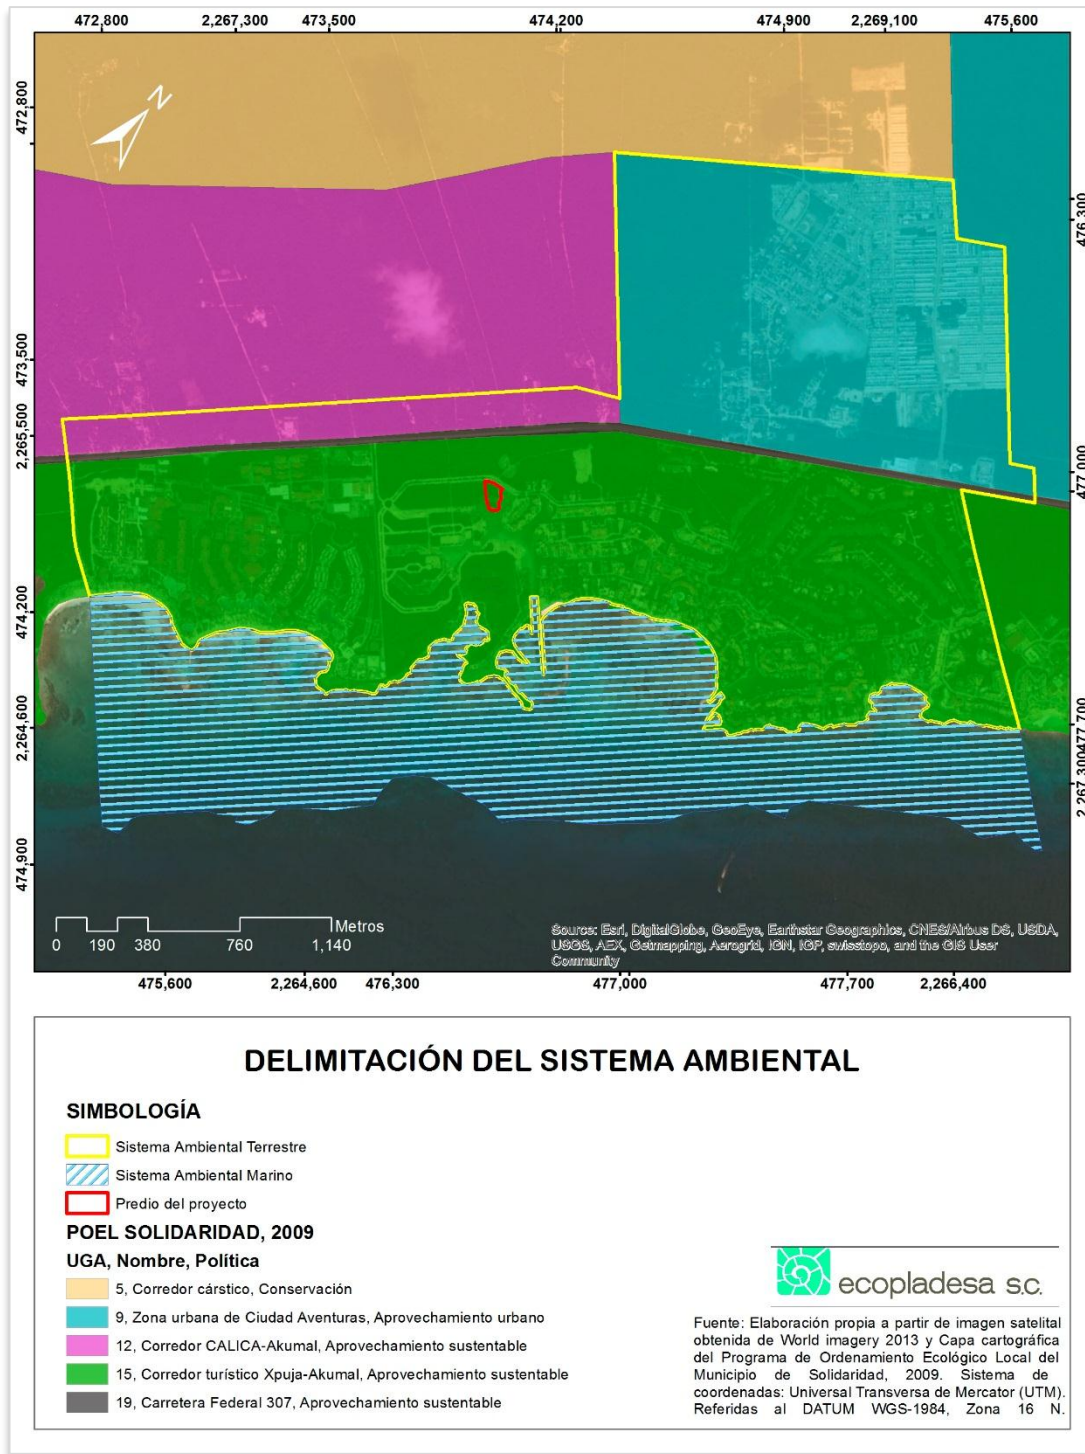 472,800 2,267,300 473,500 474,200 474,900 2,269,100 475,600
472,800
473,500
2,265,500
474,200
2,264,600
474,900
476,300
477,000
477,700
2,267,300
N
Metros
0 190 380 760 1,140
Source: Esri, DigitalGlobe, GeoEye, Earthstar Geographics, CNES/Airbus DS, USDA,
USGS, AEX, Getmapping, Aerogrid, IGN, IGP, swisstopo, and the GIS User
Community
475,600 2,264,600 476,300 477,000 477,700 2,266,400
DELIMITACIÓN DEL SISTEMA AMBIENTAL
SIMBOLOGÍA
Sistema Ambiental Terrestre
Sistema Ambiental Marino
Predio del proyecto
POEL SOLIDARIDAD, 2009
UGA, Nombre, Política
5, Corredor cárstico, Conservación
9, Zona urbana de Ciudad Aventuras, Aprovechamiento urbano
12, Corredor CALICA-Akumal, Aprovechamiento sustentable
15, Corredor turístico Xpuja-Akumal, Aprovechamiento sustentable
19, Carretera Federal 307, Aprovechamiento sustentable
ecopladesa s.c.
Fuente: Elaboración propia a partir de imagen satelital
obtenida de World imagery 2013 y Capa cartográfica
del Programa de Ordenamiento Ecológico Local del
Municipio de Solidaridad, 2009. Sistema de
coordenadas: Universal Transversa de Mercator (UTM).
Referidas al DATUM WGS-1984, Zona 16 N.